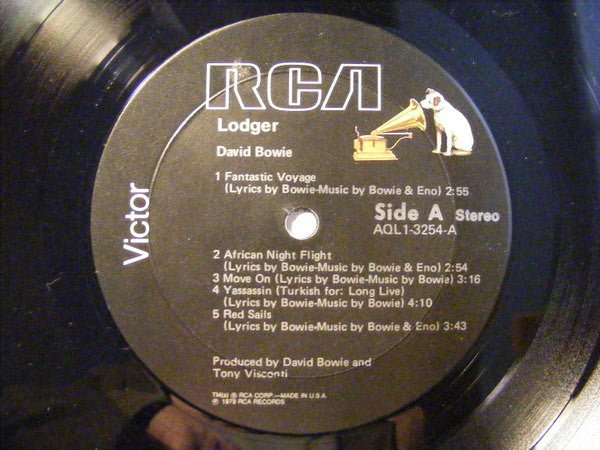 RCA
Lodger
David Bowie
1 Fantastic Voyage
(Lyrics by Bowie-Music by Bowie & Eno) 2:55
Side A Stereo
AQL1-3254-A
Victor
2 African Night Flight
(Lyrics by Bowie-Music by Bowie & Eno) 2:54
3 Move On (Lyrics by Bowie-Music by Bowie) 3:16
4 Yassassin (Turkish for: Long Live)
(Lyrics by Bowie-Music by Bowie) 4:10
5 Red Sails
(Lyrics by Bowie-Music by Bowie & Eno) 3:43
Produced by David Bowie and
Tony Visconti
TM(s) ® RCA CORP.—MADE IN U.S.A
℗ 1979 RCA RECORDS